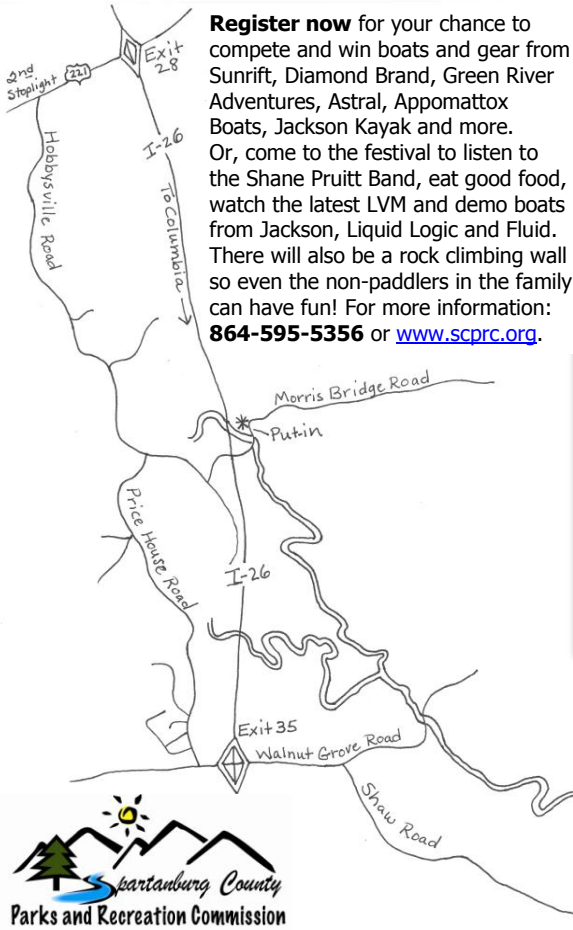 Register now for your chance to
compete and win boats and gear from
Sunrift, Diamond Brand, Green River
Adventures, Astral, Appomattox
Boats, Jackson Kayak and more.
Or, come to the festival to listen to
the Shane Pruitt Band, eat good food,
watch the latest LVM and demo boats
from Jackson, Liquid Logic and Fluid.
There will also be a rock climbing wall
so even the non-paddlers in the family
can have fun! For more information:
864-595-5356 or www.scprc.org.
Exit
28
2nd
Stoplight
221
Hobbysville Road
I-26
To Columbia
Morris Bridge Road
Put-in
Price House Road
I-26
Exit 35
Walnut Grove Road
Shaw Road
Spartanburg County
Parks and Recreation Commission